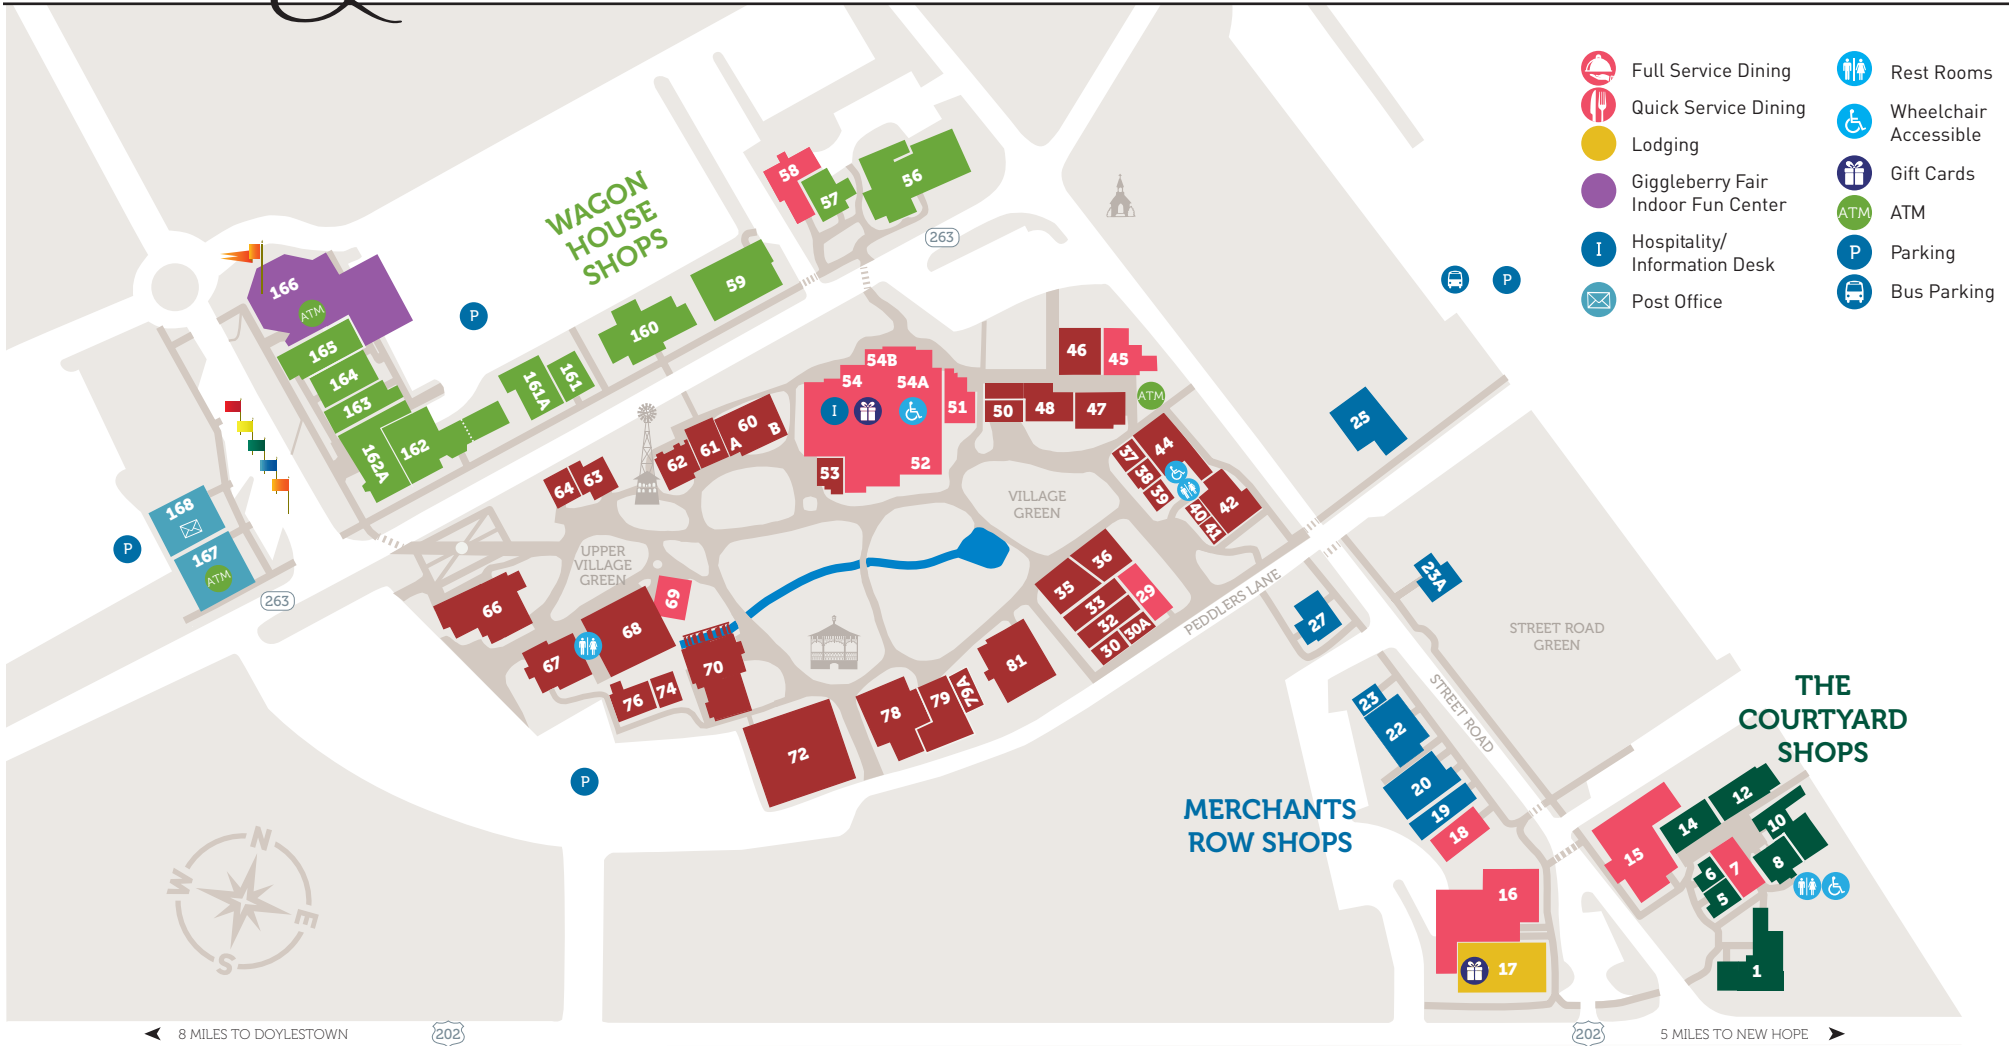 Full Service Dining
Quick Service Dining
Lodging
Giggleberry Fair
Indoor Fun Center
I
Hospitality/
Information Desk
Post Office
Rest Rooms
Wheelchair
Accessible
Gift Cards
ATM
ATM
P
Parking
Bus Parking
WAGON
HOUSE
SHOPS
58
57
56
263
59
160
161
161A
166
ATM
165
164
163
162
162A
P
168
167
ATM
P
263
P
46
45
ATM
54B
54
54A
I
51
50
48
47
53
52
60
A
B
61
62
63
64
44
37
38
39
40
41
42
VILLAGE
GREEN
UPPER
VILLAGE
GREEN
66
67
68
69
70
76
74
72
78
79
79A
81
36
35
33
32
30
30A
29
PEDDLERS LANE
25
23A
27
STREET ROAD
GREEN
STREET ROAD
23
22
20
19
18
MERCHANTS
ROW SHOPS
16
17
THE
COURTYARD
SHOPS
15
14
12
10
8
7
6
5
1
P
N
W
E
S
8 MILES TO DOYLESTOWN
202
202
5 MILES TO NEW HOPE